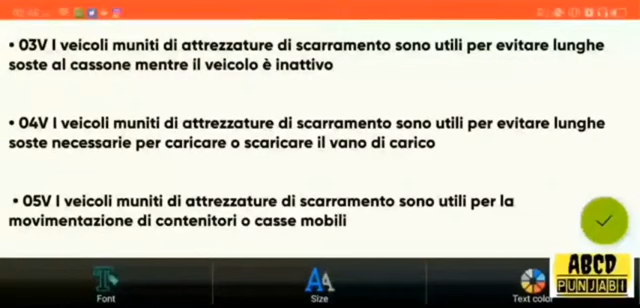 • 03V I veicoli muniti di attrezzature di scarramento sono utili per evitare lunghe
soste al cassone mentre il veicolo è inattivo
• 04V I veicoli muniti di attrezzature di scarramento sono utili per evitare lunghe
soste necessarie per caricare o scaricare il vano di carico
• 05V I veicoli muniti di attrezzature di scarramento sono utili per la
movimentazione di contenitori o casse mobili
Font
Size
Text color
ABCD
PUNJABI